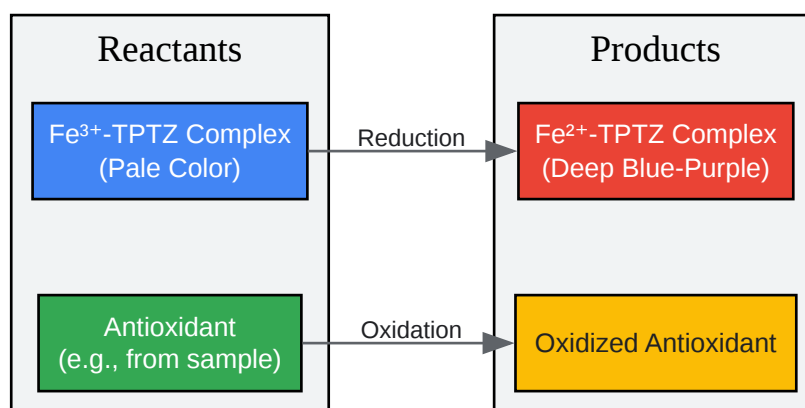 Reactants
Products
Fe³⁺-TPTZ Complex
(Pale Color)
Reduction
Fe²⁺-TPTZ Complex
(Deep Blue-Purple)
Antioxidant
(e.g., from sample)
Oxidation
Oxidized Antioxidant